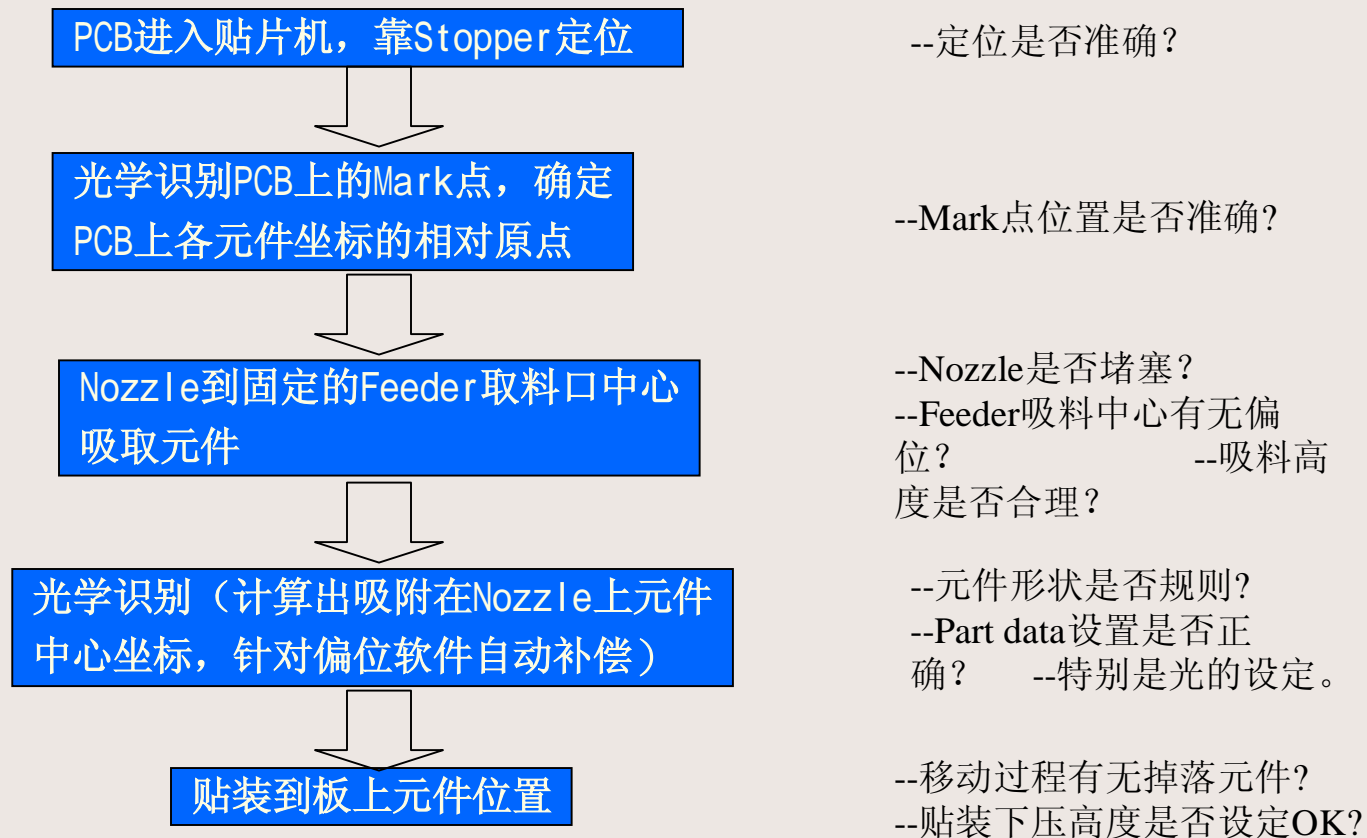 PCB进入贴片机，靠Stopper定位
--定位是否准确？
光学识别PCB上的Mark点，确定
PCB上各元件坐标的相对原点
--Mark点位置是否准确?
Nozzle到固定的Feeder取料口中心
吸取元件
--Nozzle是否堵塞？
--Feeder吸料中心有无偏
位？ --吸料高
度是否合理？
光学识别（计算出吸附在Nozzle上元件
中心坐标，针对偏位软件自动补偿）
--元件形状是否规则?
--Part data设置是否正
确？ --特别是光的设定。
贴装到板上元件位置
--移动过程有无掉落元件?
--贴装下压高度是否设定OK?